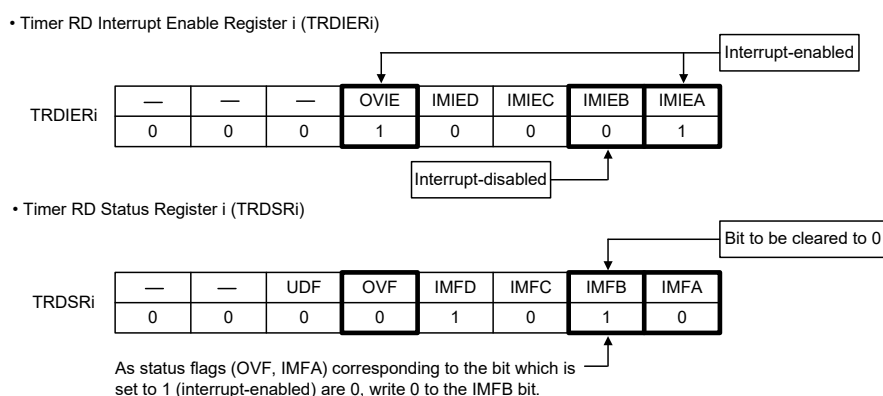 • Timer RD Interrupt Enable Register i (TRDIERi)
Interrupt-enabled
TRDIERi
— — — OVIE IMIED IMIEC IMIEB IMIEA
0 0 0 1 0 0 0 1
Interrupt-disabled
• Timer RD Status Register i (TRDSRi)
Bit to be cleared to 0
TRDSRi
— — UDF OVF IMFD IMFC IMFB IMFA
0 0 0 0 1 0 1 0
As status flags (OVF, IMFA) corresponding to the bit which is
set to 1 (interrupt-enabled) are 0, write 0 to the IMFB bit.